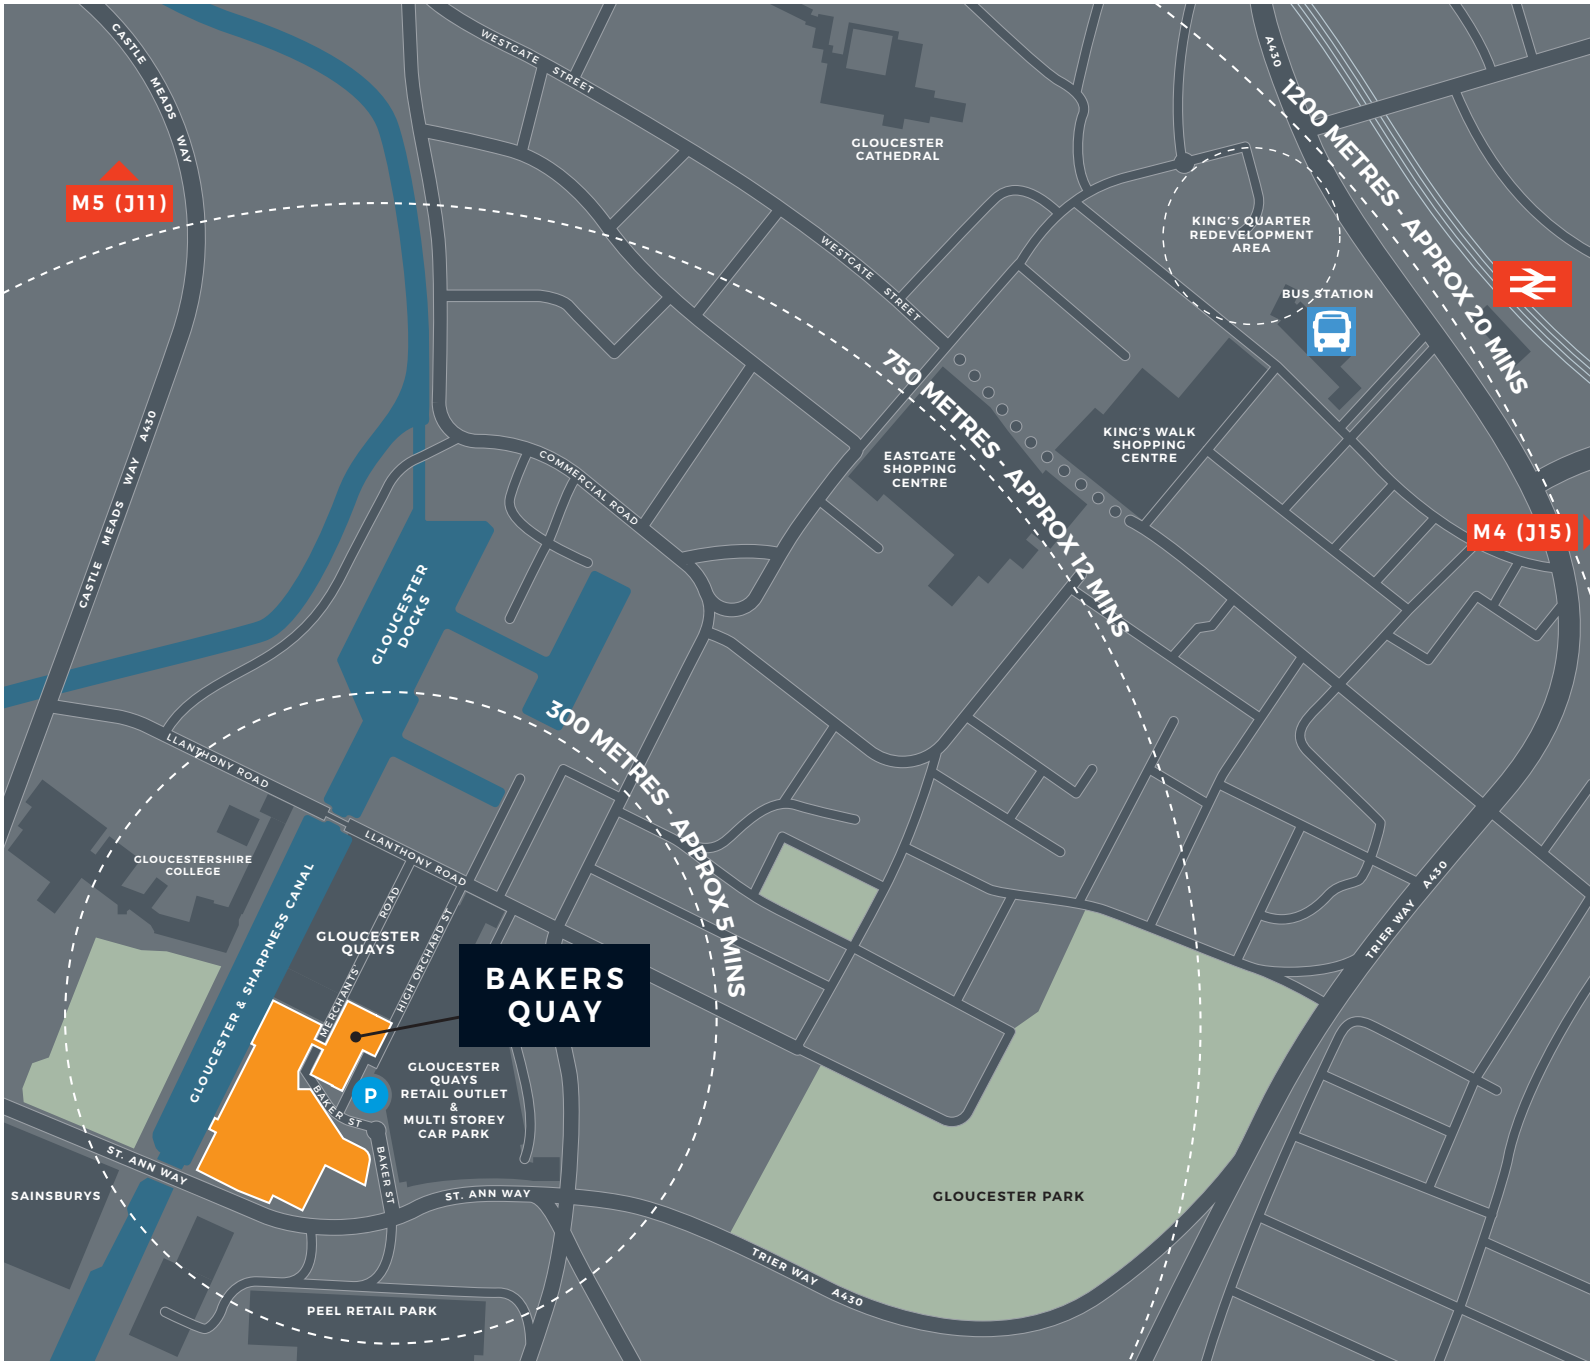 CASTLE MEADS WAY
WESTGATE STREET
A430
GLOUCESTER
CATHEDRAL
1200 METRES - APPROX 20 MINS
M5 (J11)
KING'S QUARTER
REDEVELOPMENT
AREA
WESTGATE STREET
BUS STATION
750 METRES - APPROX 12 MINS
CASTLE MEADS WAY A430
KING'S WALK
SHOPPING
CENTRE
EASTGATE
SHOPPING
CENTRE
COMMERCIAL ROAD
M4 (J15)
GLOUCESTER
DOCKS
300 METRES - APPROX 5 MINS
LLANTHONY ROAD
LLANTHONY ROAD
GLOUCESTERSHIRE
COLLEGE
GLOUCESTER & SHARPNESS CANAL
MERCHANTS' ROAD
HIGH ORCHARD ST
GLOUCESTER
QUAYS
TRIER WAY A430
BAKERS
QUAY
GLOUCESTER
QUAYS
RETAIL OUTLET
&
MULTI STOREY
CAR PARK
P
BAKER ST
BAKER ST
ST. ANN WAY
SAINSBURYS
ST. ANN WAY
GLOUCESTER PARK
TRIER WAY A430
PEEL RETAIL PARK